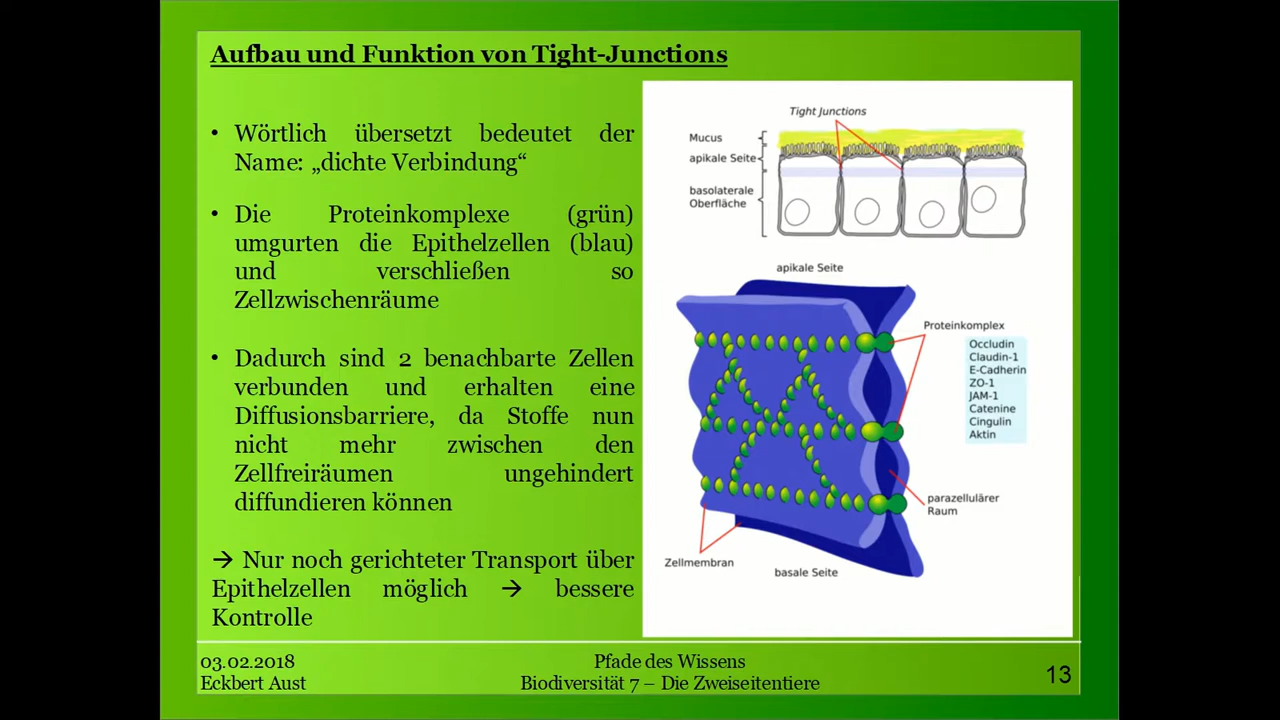 Aufbau und Funktion von Tight-Junctions
• Wörtlich übersetzt bedeutet der
Name: „dichte Verbindung“
• Die Proteinkomplexe (grün)
umgurten die Epithelzellen (blau)
und verschließen so
Zellzwischenräume
• Dadurch sind 2 benachbarte Zellen
verbunden und erhalten eine
Diffusionsbarriere, da Stoffe nun
nicht mehr zwischen den
Zellfreiräumen ungehindert
diffundieren können
→ Nur noch gerichteter Transport über
Epithelzellen möglich → bessere
Kontrolle
Tight Junctions
Mucus
apikale Seite
basolaterale
Oberfläche
apikale Seite
Proteinkomplex
Occludin
Claudin-1
E-Cadherin
ZO-1
JAM-1
Catenine
Cingulin
Aktin
parazellulärer
Raum
Zellmembran
basale Seite
03.02.2018
Eckbert Aust
Pfade des Wissens
Biodiversität 7 – Die Zweiseitentiere
13